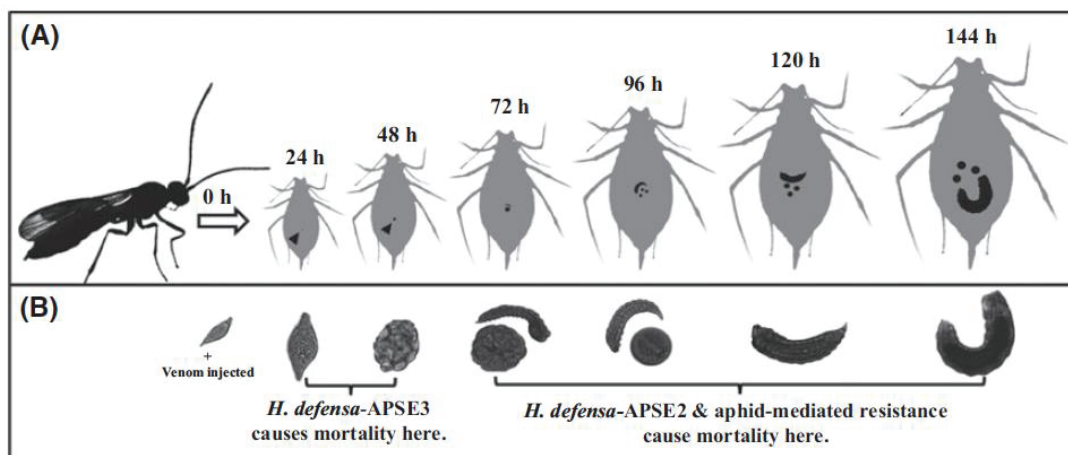 (A)
0 h
24 h
48 h
72 h
96 h
120 h
144 h
(B)
+
Venom injected
H. defensa-APSE3
causes mortality here.
H. defensa-APSE2 & aphid-mediated resistance
cause mortality here.